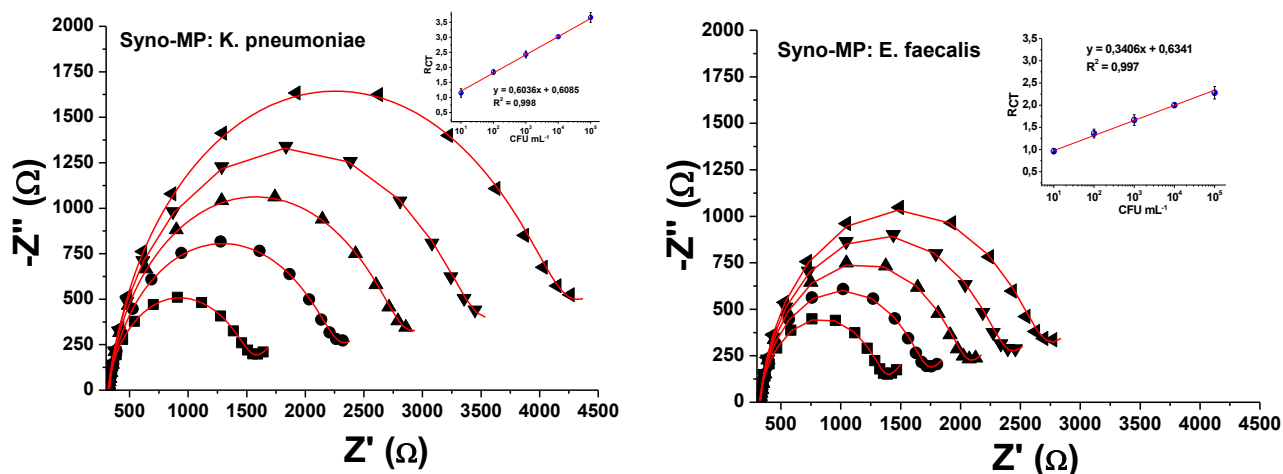 Syno-MP: K. pneumoniae
-Z" (Ω)
2000
1750
1500
1250
1000
750
500
250
0
500 1000 1500 2000 2500 3000 3500 4000 4500
Z' (Ω)
RCT
3,5
3,0
2,5
2,0
1,5
1,0
0,5
y = 0,6036x + 0,6085
R² = 0,998
10¹ 10² 10³ 10⁴ 10⁵
CFU mL⁻¹
Syno-MP: E. faecalis
-Z" (Ω)
2000
1750
1500
1250
1000
750
500
250
0
500 1000 1500 2000 2500 3000 3500 4000 4500
Z' (Ω)
RCT
3,5
3,0
2,5
2,0
1,5
1,0
0,5
y = 0,3406x + 0,6341
R² = 0,997
10¹ 10² 10³ 10⁴ 10⁵
CFU mL⁻¹